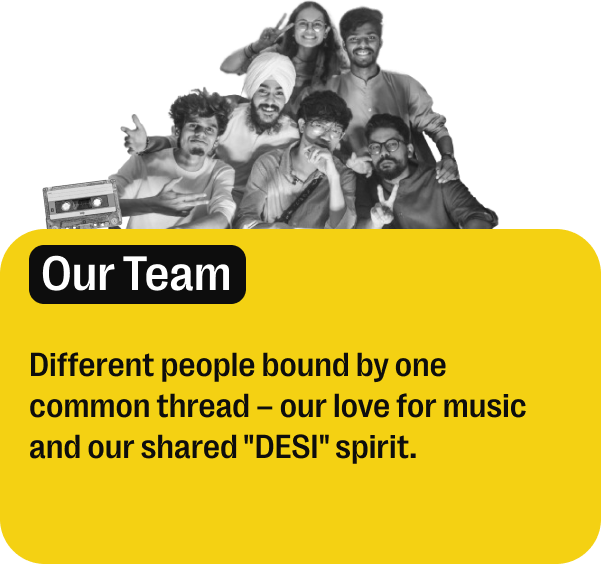 Our Team
Different people bound by one
common thread – our love for music
and our shared "DESI" spirit.